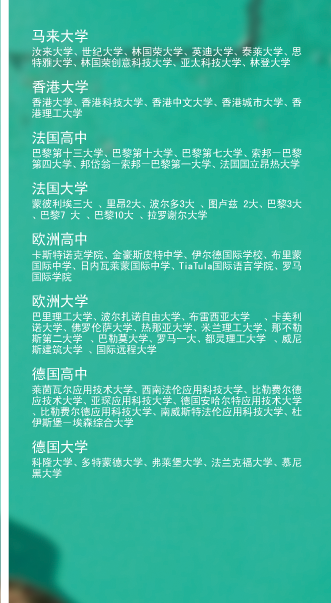 马来大学
汝来大学、世纪大学、林国荣大学、英迪大学、泰莱大学、思
特雅大学、林国荣创意科技大学、亚太科技大学、林登大学
香港大学
香港大学、香港科技大学、香港中文大学、香港城市大学、香
港理工大学
法国高中
巴黎第十三大学、巴黎第十大学、巴黎第七大学、索邦－巴黎
第四大学、邦岱翁－索邦－巴黎第一大学、法国国立昂热大学
法国大学
蒙彼利埃三大 、里昂2大、波尔多3大 、图卢兹 2大、巴黎3大
、巴黎7 大 、巴黎10大 、拉罗谢尔大学
欧洲高中
卡斯特诺克学院、金豪斯皮特中学、伊尔德国际学校、布里蒙
国际中学、日内瓦莱蒙国际中学、TiaTula国际语言学院、罗马
国际学院
欧洲大学
巴里理工大学、波尔扎诺自由大学、布雷西亚大学 、卡美利
诺大学、佛罗伦萨大学、热那亚大学、米兰理工大学、那不勒
斯第二大学 、巴勒莫大学、罗马一大、都灵理工大学 、威尼
斯建筑大学 、国际远程大学
德国高中
莱茵瓦尔应用技术大学、西南法伦应用科技大学、比勒费尔德
应技术大学、亚琛应用科技大学、德国安哈尔特应用技术大学
、比勒费尔德应用科技大学、南威斯特法伦应用科技大学、杜
伊斯堡－埃森综合大学
德国大学
科隆大学、多特蒙德大学、弗莱堡大学、法兰克福大学、慕尼
黑大学